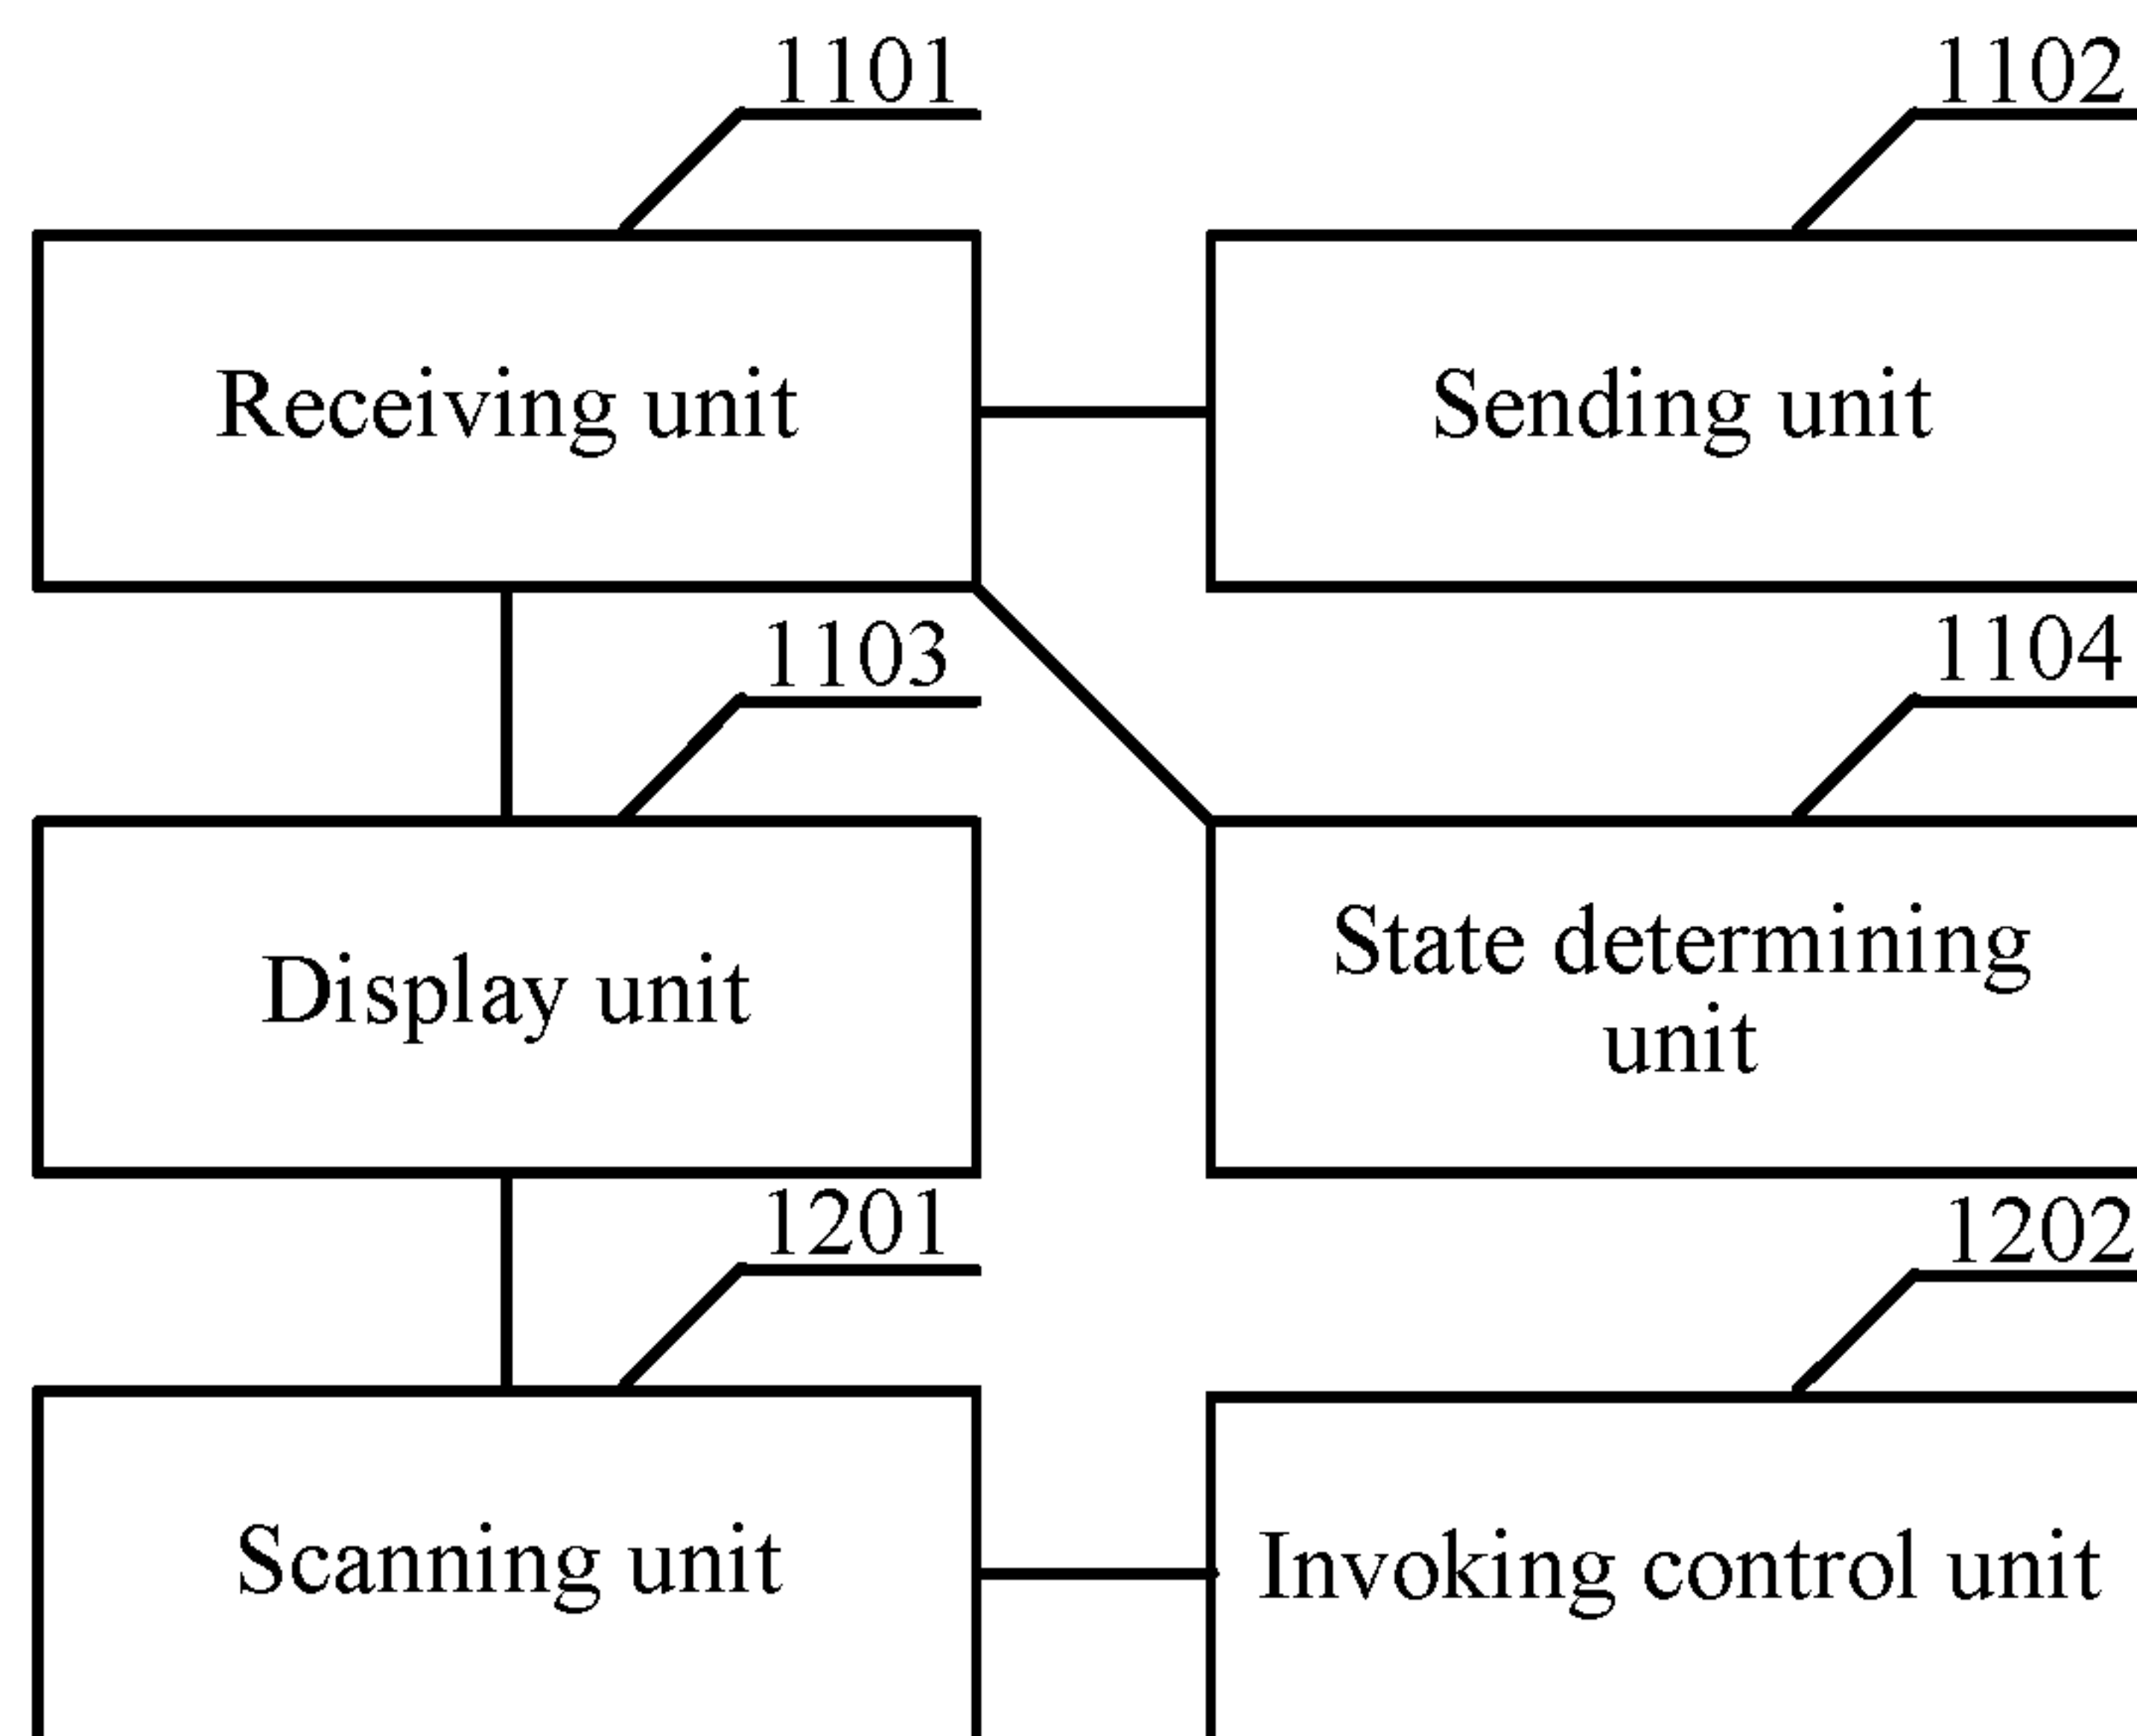 1101
1102
Receiving unit
Sending unit
1103
1104
Display unit
State determining
unit
1201
1202
Scanning unit
Invoking control unit